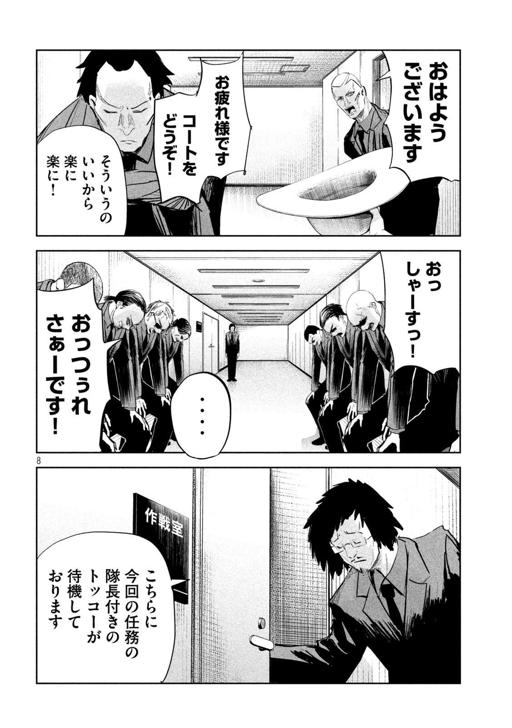 おはよう
ございます
お疲れ様です
コートを
どうぞ！
そういうの
いいから
楽に
楽に！
おっ
しゃーすっ！
・・・・
おっつぅれ
さぁーです！
8
作戦室
こちらに
今回の任務の
隊長付きの
トッコーが
待機して
おります